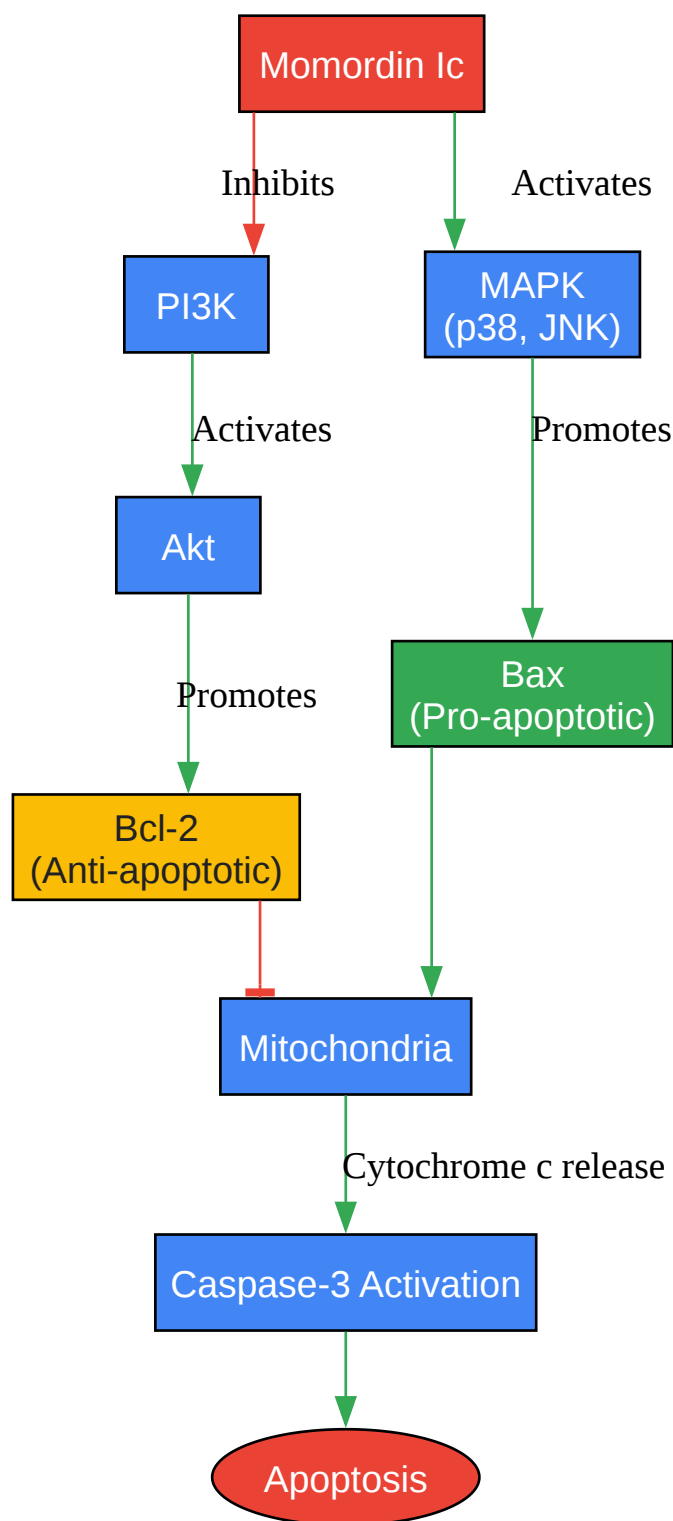 Momordin Ic
Inhibits
Activates
PI3K
MAPK
(p38, JNK)
Activates
Promotes
Akt
Bax
(Pro-apoptotic)
Promotes
Bcl-2
(Anti-apoptotic)
Mitochondria
Cytochrome c release
Caspase-3 Activation
Apoptosis